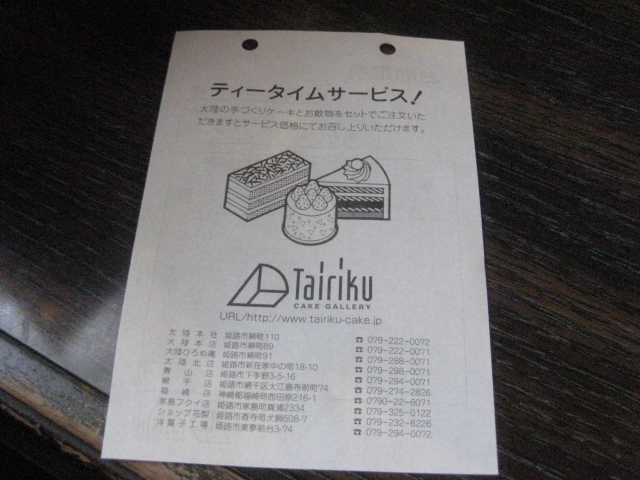 ティータイムサービス!
大陸の手づくりケーキとお飲物をセットでご注文いた
だきますとサービス価格にてお召し上りいただけます。
Tairiku
CAKE GALLERY
URL/http://www.tairiku-cake.jp
大陸本社 姫路市綿町110 ☎079-222-0072
大陸本店 姫路市綿町89 ☎079-222-0071
大陸ひろめ庵 姫路市綿町91 ☎079-288-0071
大陸北店 姫路市新在家中の町18-10 ☎079-298-0071
青山店 姫路市下手野3-5-16 ☎079-294-0071
網干店 姫路市網干区大江島寺前町74 ☎079-274-2826
福崎店 神崎郡福崎町西田原216-1 ☎0790-22-6071
家島フクイ店 姫路市家島町真浦2334 ☎079-325-0122
ショップ花梨 姫路市香寺町犬飼508-7 ☎079-232-6226
洋菓子工場 姫路市東夢前台3-74 ☎079-294-0072